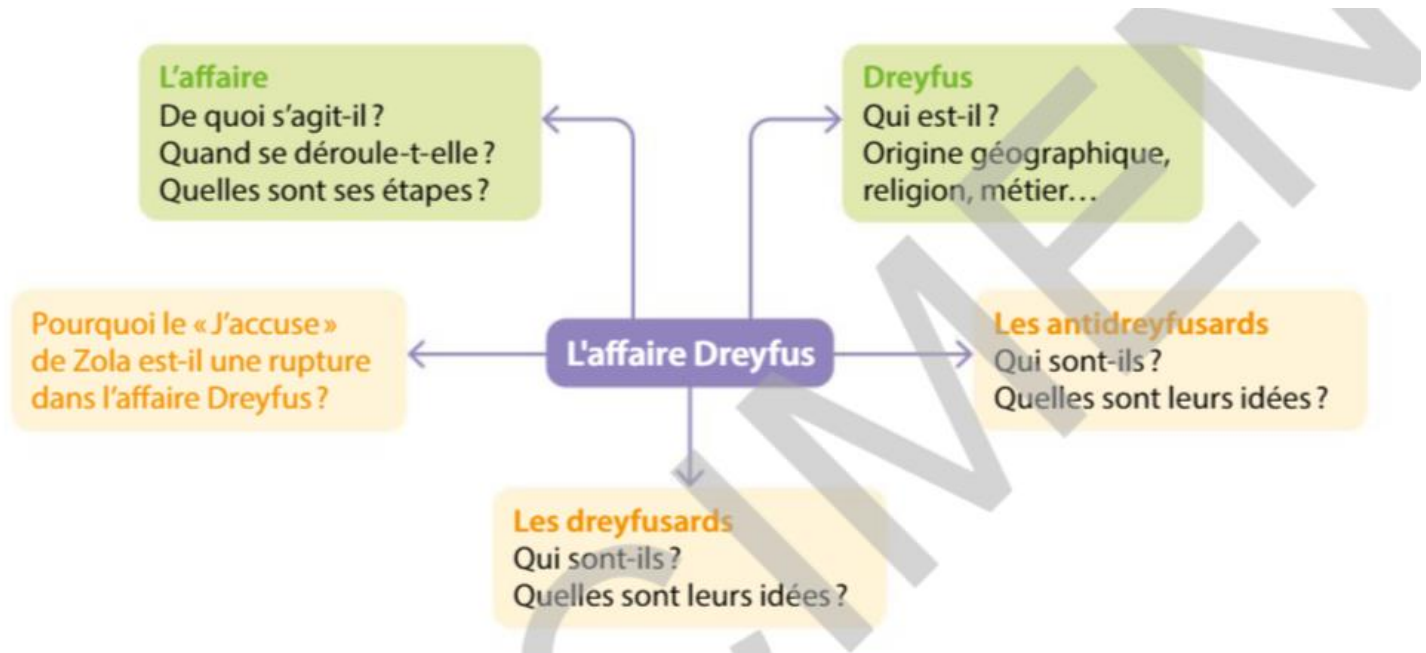 L'affaire
De quoi s'agit-il ?
Quand se déroule-t-elle ?
Quelles sont ses étapes ?
Dreyfus
Qui est-il ?
Origine géographique,
religion, métier…
Pourquoi le « J'accuse »
de Zola est-il une rupture
dans l'affaire Dreyfus ?
L'affaire Dreyfus
Les antidreyfusards
Qui sont-ils ?
Quelles sont leurs idées ?
Les dreyfusards
Qui sont-ils ?
Quelles sont leurs idées ?
CIMEN